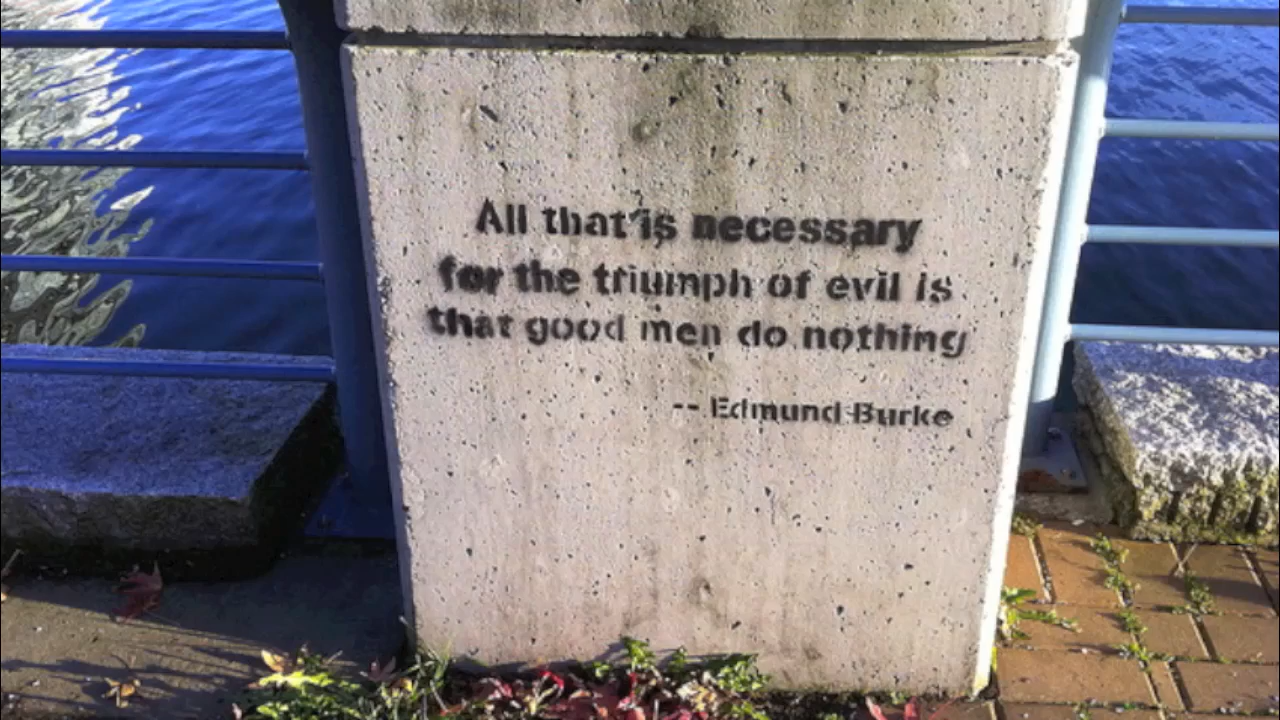 All that is necessary
for the triumph of evil is
that good men do nothing
-- Edmund Burke